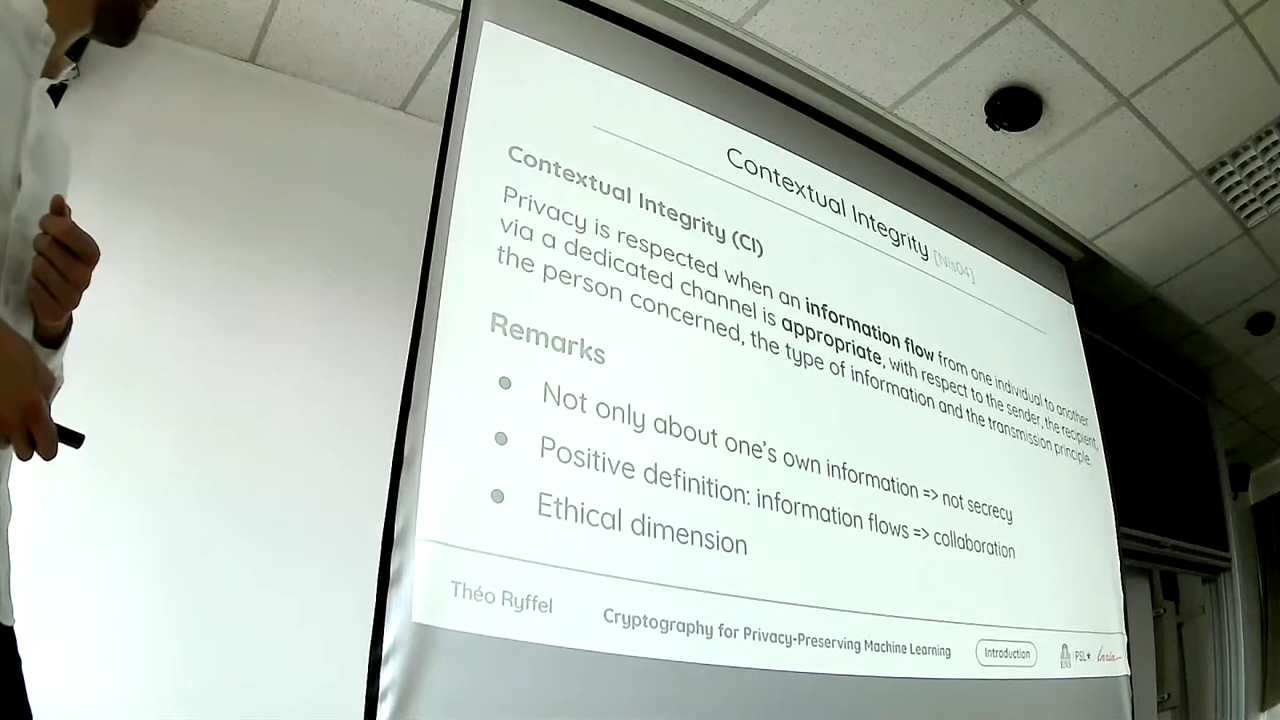 Contextual Integrity [Nis04]
Contextual Integrity (CI)
Privacy is respected when an information flow from one individual to another
via a dedicated channel is appropriate, with respect to the sender, the recipient,
the person concerned, the type of information and the transmission principle.
Remarks
Not only about one's own information => not secrecy
Positive definition: information flows => collaboration
Ethical dimension
Théo Ryffel
Cryptography for Privacy-Preserving Machine Learning
Introduction
ENS
PSL★
Inria